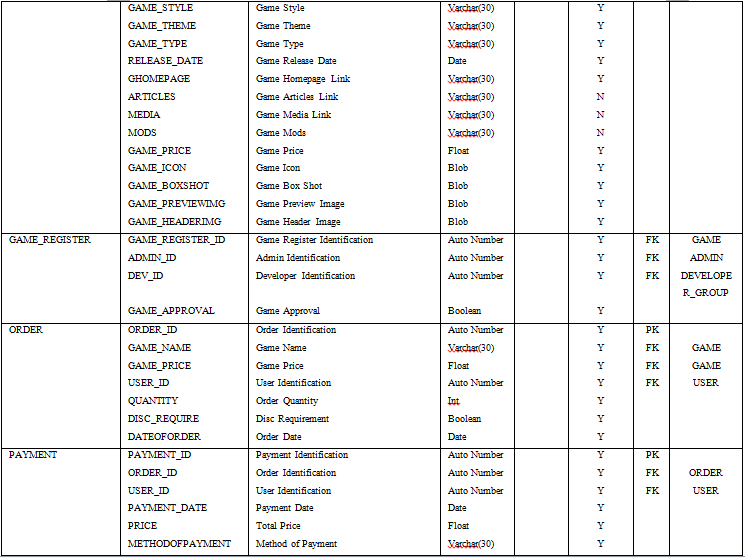 GAME_STYLE Game Style Varchar(30) Y
GAME_THEME Game Theme Varchar(30) Y
GAME_TYPE Game Type Varchar(30) Y
RELEASE_DATE Game Release Date Date Y
GHOMEPAGE Game Homepage Link Varchar(30) Y
ARTICLES Game Articles Link Varchar(30) N
MEDIA Game Media Link Varchar(30) N
MODS Game Mods Varchar(30) N
GAME_PRICE Game Price Float Y
GAME_ICON Game Icon Blob Y
GAME_BOXSHOT Game Box Shot Blob Y
GAME_PREVIEWIMG Game Preview Image Blob Y
GAME_HEADERIMG Game Header Image Blob Y
GAME_REGISTER GAME_REGISTER_ID Game Register Identification Auto Number Y FK GAME
ADMIN_ID Admin Identification Auto Number Y FK ADMIN
DEV_ID Developer Identification Auto Number Y FK DEVELOPE
R_GROUP
GAME_APPROVAL Game Approval Boolean Y
ORDER ORDER_ID Order Identification Auto Number Y PK
GAME_NAME Game Name Varchar(30) Y FK GAME
GAME_PRICE Game Price Float Y FK GAME
USER_ID User Identification Auto Number Y FK USER
QUANTITY Order Quantity Int Y
DISC_REQUIRE Disc Requirement Boolean Y
DATEOFORDER Order Date Date Y
PAYMENT PAYMENT_ID Payment Identification Auto Number Y PK
ORDER_ID Order Identification Auto Number Y FK ORDER
USER_ID User Identification Auto Number Y FK USER
PAYMENT_DATE Payment Date Date Y
PRICE Total Price Float Y
METHODOFPAYMENT Method of Payment Varchar(30) Y